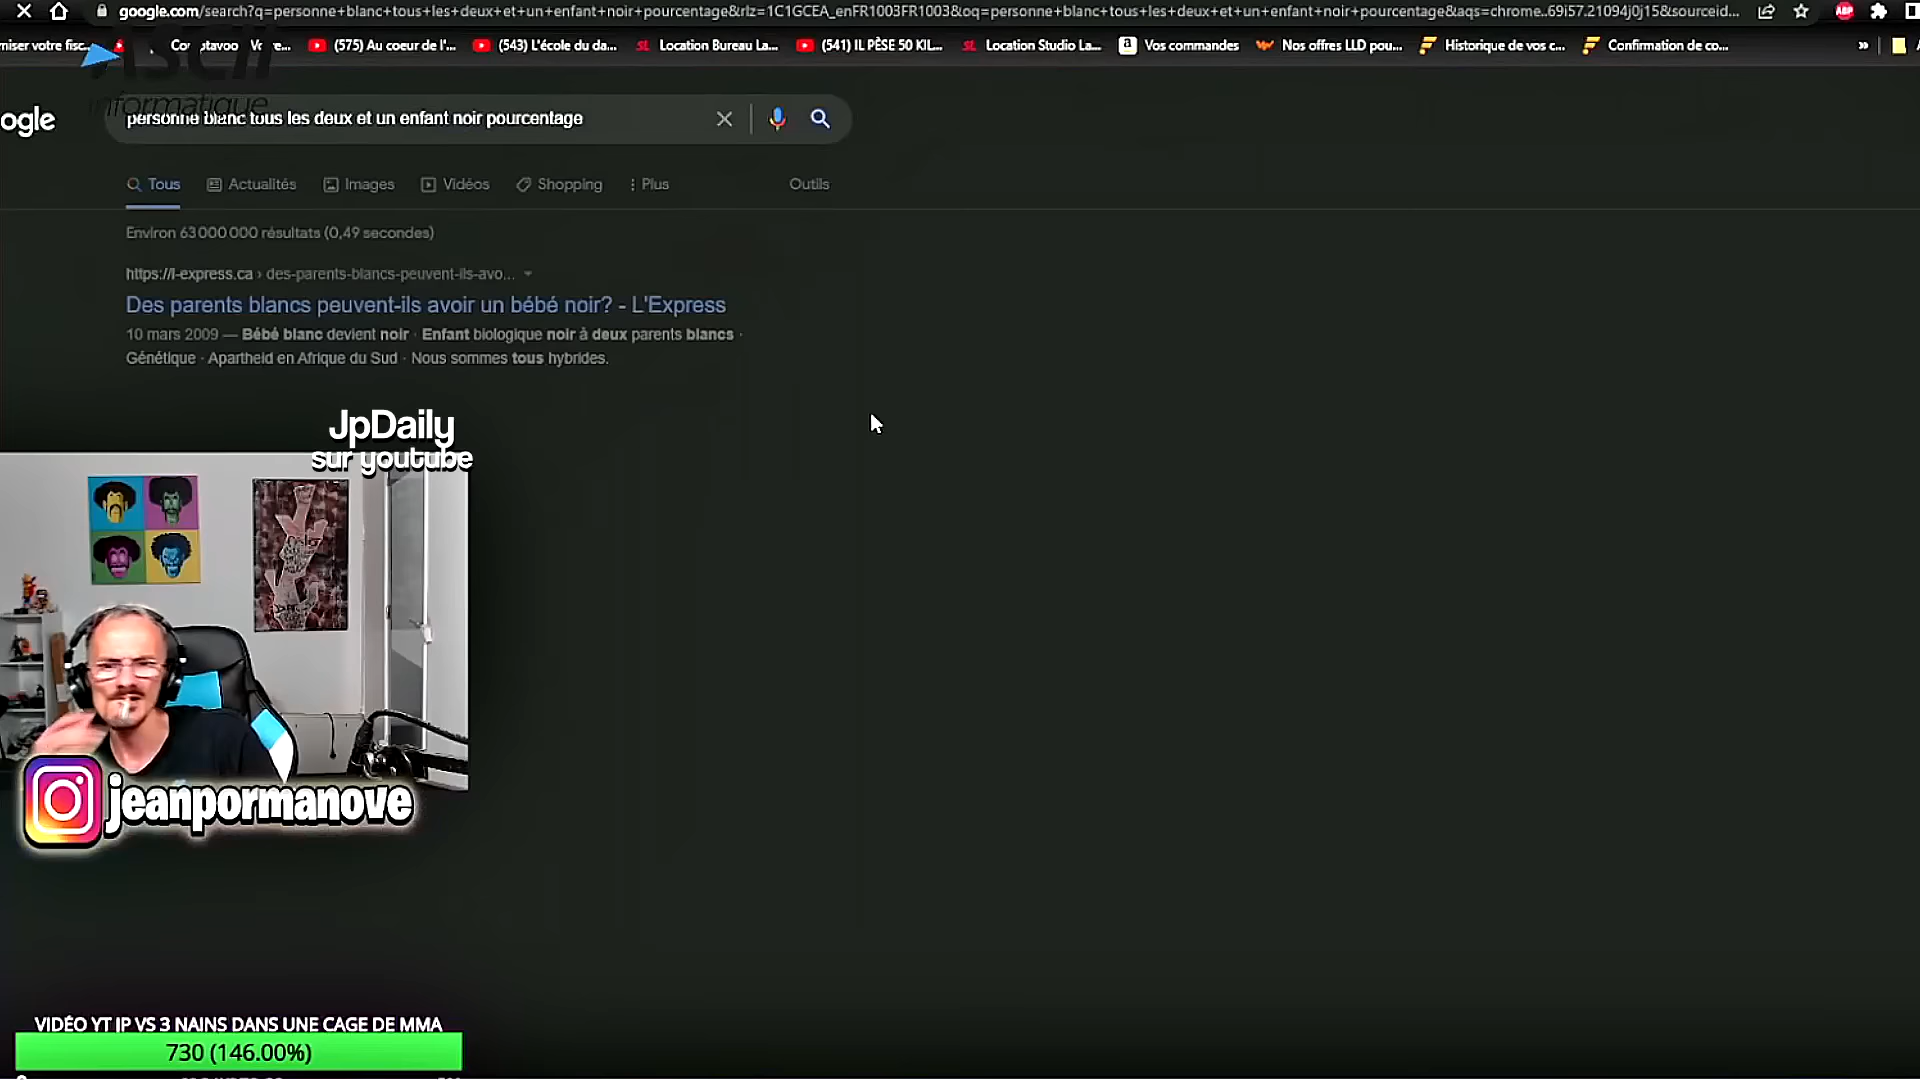 google.com/search?q=personne+blanc+tous+les+deux+et+un+enfant+noir+pourcentage&rlz=1C1GCEA_enFR1003FR1003&oq=personne+blanc+tous+les+deux+et+un+enfant+noir+pourcentage&aqs=chrome..69i57.21094j0j15&sourceid...
miser votre fisc...
(575) Au coeur de l'...
(543) L'école du da...
Location Bureau La...
(541) IL PÈSE 50 KIL...
Location Studio La...
Vos commandes
Nos offres LLD pou...
Historique de vos c...
Confirmation de co...
ASCII
informatique
ogle
personne blanc tous les deux et un enfant noir pourcentage
Tous
Actualités
Images
Vidéos
Shopping
Plus
Outils
Environ 63 000 000 résultats (0,49 secondes)
https://l-express.ca › des-parents-blancs-peuvent-ils-avo...
Des parents blancs peuvent-ils avoir un bébé noir? - L'Express
10 mars 2009 — Bébé blanc devient noir · Enfant biologique noir à deux parents blancs ·
Génétique · Apartheid en Afrique du Sud · Nous sommes tous hybrides.
JpDaily
sur youtube
jeanpormanove
VIDÉO YT JP VS 3 NAINS DANS UNE CAGE DE MMA
730 (146.00%)